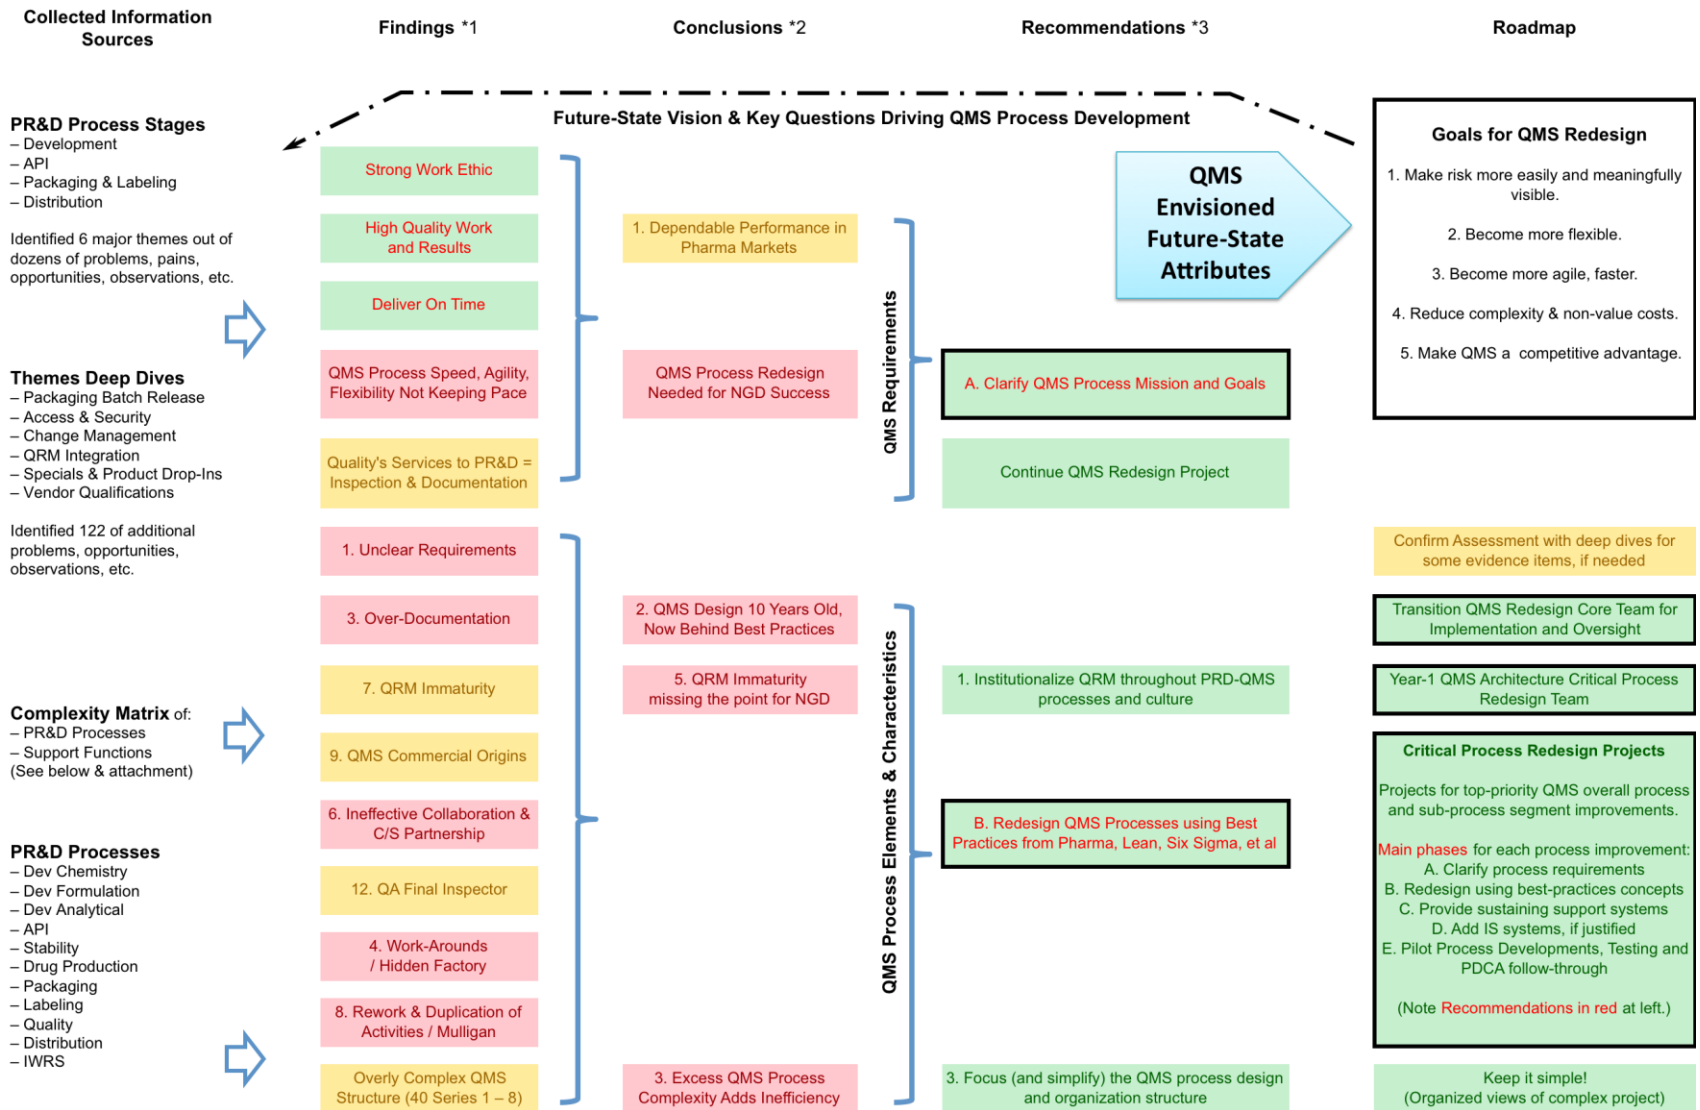 Collected Information
Sources
Findings *1
Conclusions *2
Recommendations *3
Roadmap
Future-State Vision & Key Questions Driving QMS Process Development
PR&D Process Stages
– Development
– API
– Packaging & Labeling
– Distribution
Identified 6 major themes out of
dozens of problems, pains,
opportunities, observations, etc.
Themes Deep Dives
– Packaging Batch Release
– Access & Security
– Change Management
– QRM Integration
– Specials & Product Drop-Ins
– Vendor Qualifications
Identified 122 of additional
problems, opportunities,
observations, etc.
Complexity Matrix of:
– PR&D Processes
– Support Functions
(See below & attachment)
PR&D Processes
– Dev Chemistry
– Dev Formulation
– Dev Analytical
– API
– Stability
– Drug Production
– Packaging
– Labeling
– Quality
– Distribution
– IWRS
Strong Work Ethic
High Quality Work
and Results
Deliver On Time
QMS Process Speed, Agility,
Flexibility Not Keeping Pace
Quality's Services to PR&D =
Inspection & Documentation
1. Unclear Requirements
3. Over-Documentation
7. QRM Immaturity
9. QMS Commercial Origins
6. Ineffective Collaboration &
C/S Partnership
12. QA Final Inspector
4. Work-Arounds
/ Hidden Factory
8. Rework & Duplication of
Activities / Mulligan
Overly Complex QMS
Structure (40 Series 1 – 8)
1. Dependable Performance in
Pharma Markets
QMS Process Redesign
Needed for NGD Success
2. QMS Design 10 Years Old,
Now Behind Best Practices
5. QRM Immaturity
missing the point for NGD
3. Excess QMS Process
Complexity Adds Inefficiency
QMS Requirements
QMS Process Elements & Characteristics
QMS
Envisioned
Future-State
Attributes
A. Clarify QMS Process Mission and Goals
Continue QMS Redesign Project
1. Institutionalize QRM throughout PRD-QMS
processes and culture
B. Redesign QMS Processes using Best
Practices from Pharma, Lean, Six Sigma, et al
3. Focus (and simplify) the QMS process design
and organization structure
Goals for QMS Redesign
1. Make risk more easily and meaningfully
visible.
2. Become more flexible.
3. Become more agile, faster.
4. Reduce complexity & non-value costs.
5. Make QMS a competitive advantage.
Confirm Assessment with deep dives for
some evidence items, if needed
Transition QMS Redesign Core Team for
Implementation and Oversight
Year-1 QMS Architecture Critical Process
Redesign Team
Critical Process Redesign Projects
Projects for top-priority QMS overall process
and sub-process segment improvements.
Main phases for each process improvement:
A. Clarify process requirements
B. Redesign using best-practices concepts
C. Provide sustaining support systems
D. Add IS systems, if justified
E. Pilot Process Developments, Testing and
PDCA follow-through
(Note Recommendations in red at left.)
Keep it simple!
(Organized views of complex project)